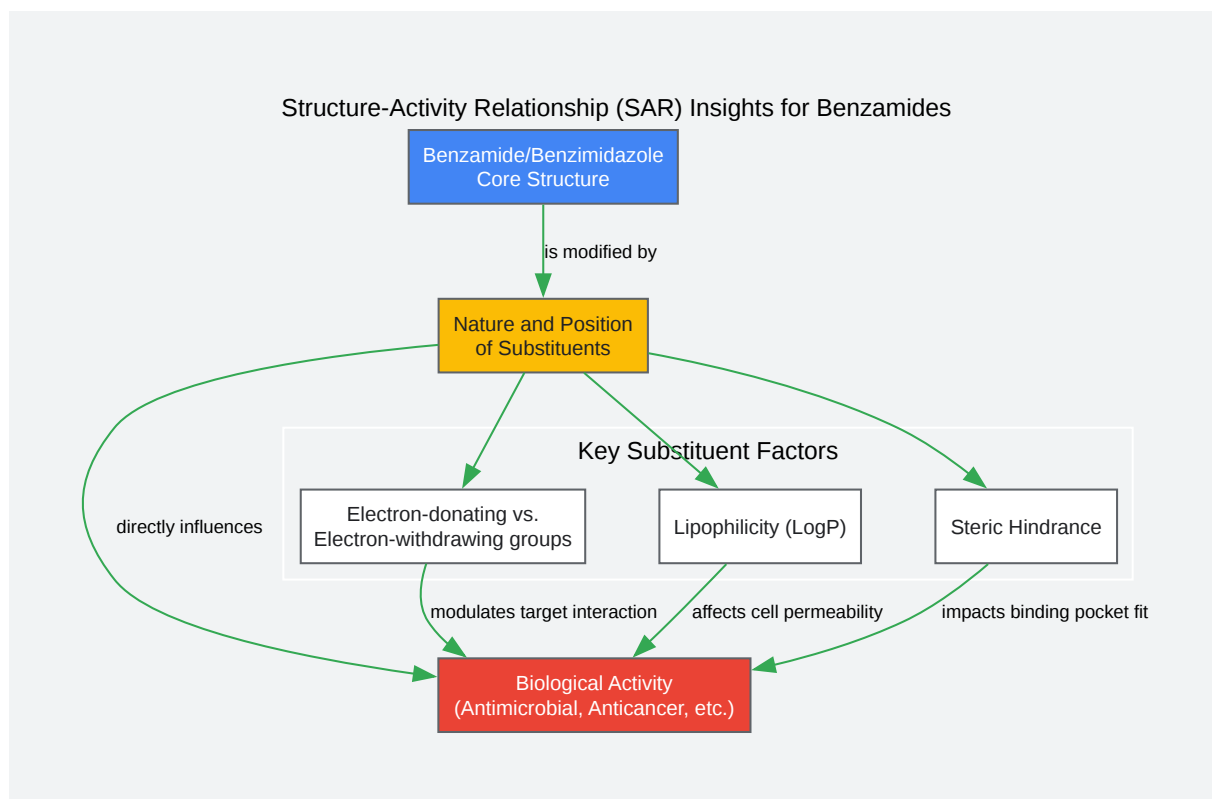 Structure-Activity Relationship (SAR) Insights for Benzamides
Benzamide/Benzimidazole
Core Structure
is modified by
Nature and Position
of Substituents
Key Substituent Factors
Electron-donating vs.
Electron-withdrawing groups
Lipophilicity (LogP)
Steric Hindrance
directly influences
modulates target interaction
affects cell permeability
impacts binding pocket fit
Biological Activity
(Antimicrobial, Anticancer, etc.)